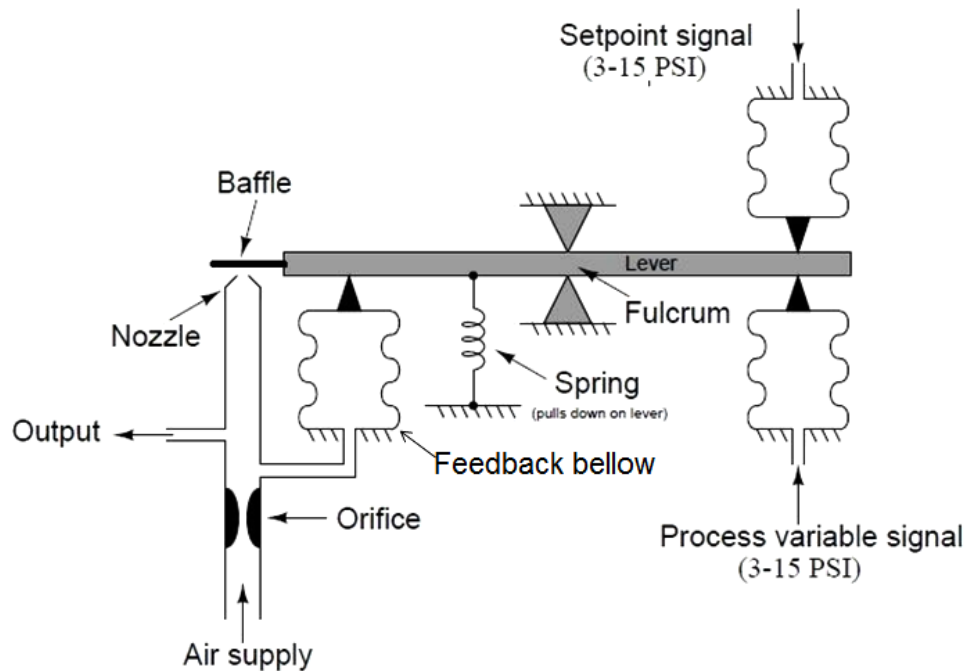 Setpoint signal
(3-15 PSI)
Baffle
Lever
Nozzle
Fulcrum
Spring
(pulls down on lever)
Output
Feedback bellow
Orifice
Process variable signal
(3-15 PSI)
Air supply